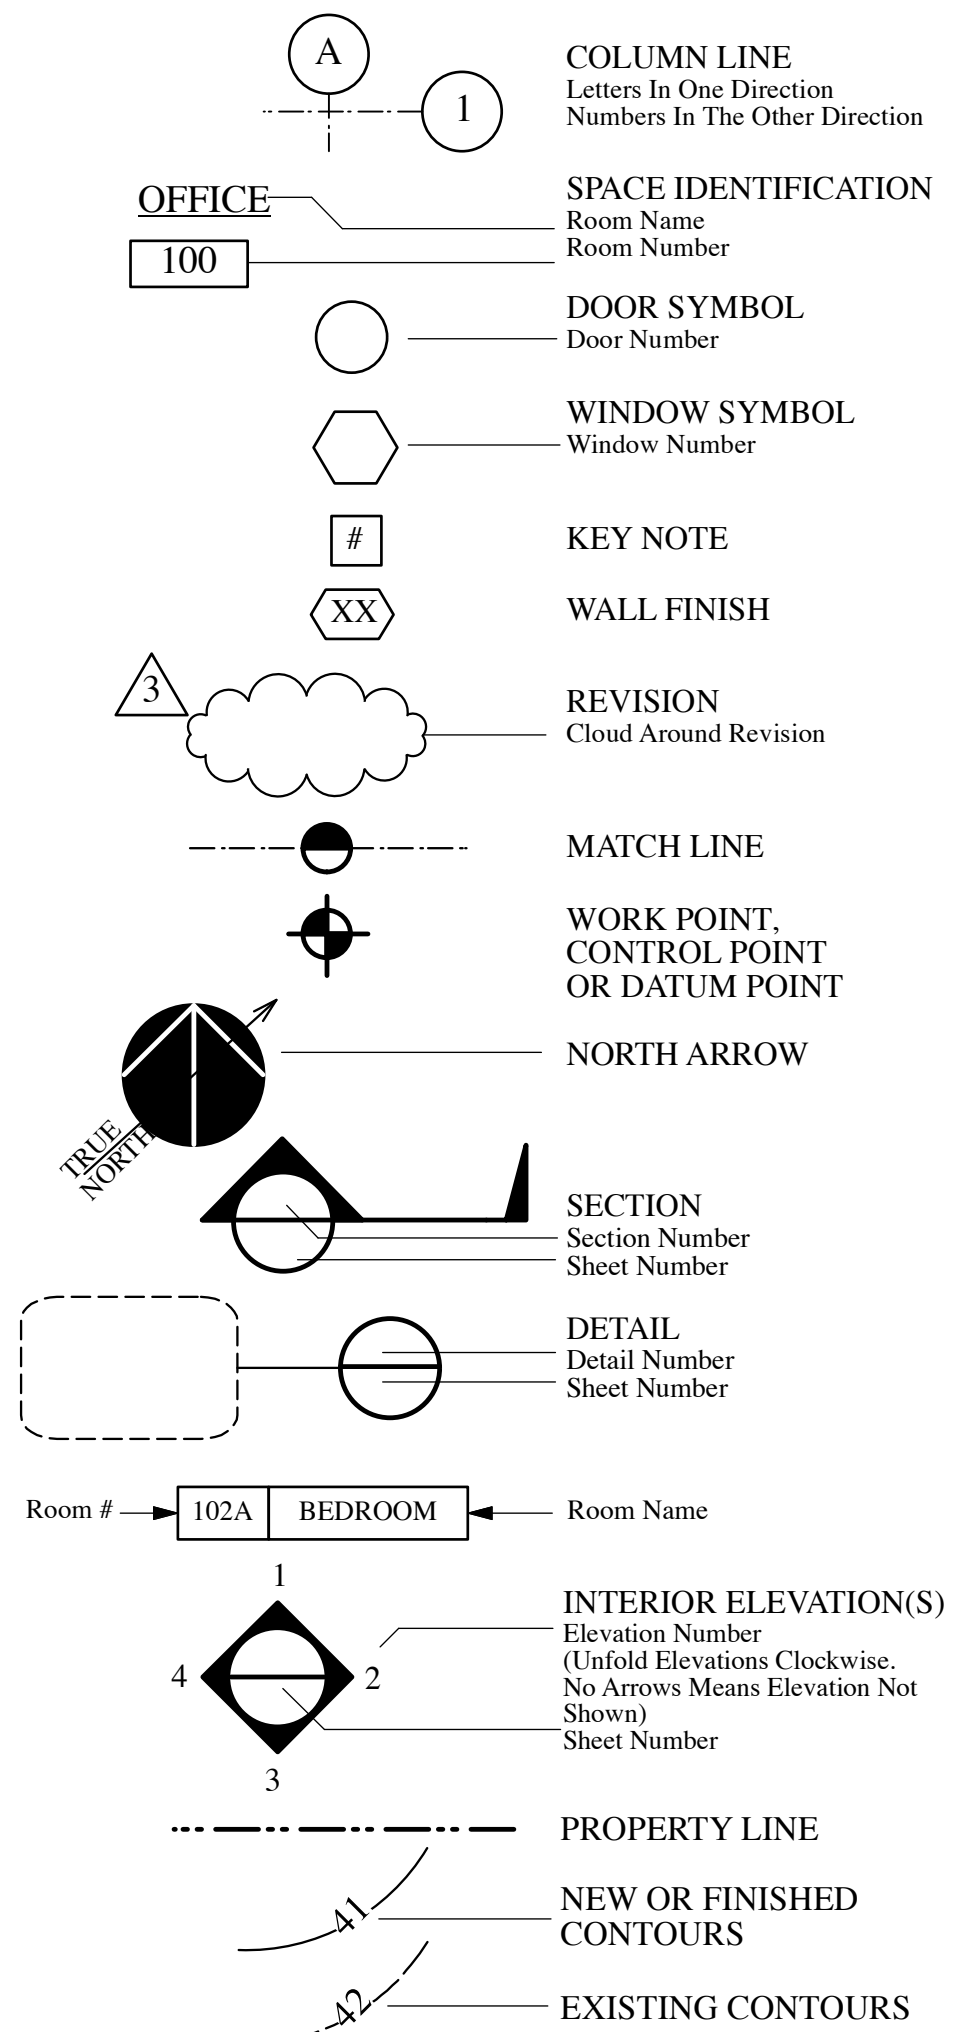 A
1
COLUMN LINE
Letters In One Direction
Numbers In The Other Direction
OFFICE
100
SPACE IDENTIFICATION
Room Name
Room Number
DOOR SYMBOL
Door Number
WINDOW SYMBOL
Window Number
#
KEY NOTE
XX
WALL FINISH
3
REVISION
Cloud Around Revision
MATCH LINE
WORK POINT,
CONTROL POINT
OR DATUM POINT
NORTH ARROW
TRUE
NORTH
SECTION
Section Number
Sheet Number
DETAIL
Detail Number
Sheet Number
Room #
102A
BEDROOM
Room Name
1
4
2
3
INTERIOR ELEVATION(S)
Elevation Number
(Unfold Elevations Clockwise.
No Arrows Means Elevation Not
Shown)
Sheet Number
PROPERTY LINE
41
NEW OR FINISHED
CONTOURS
42
EXISTING CONTOURS